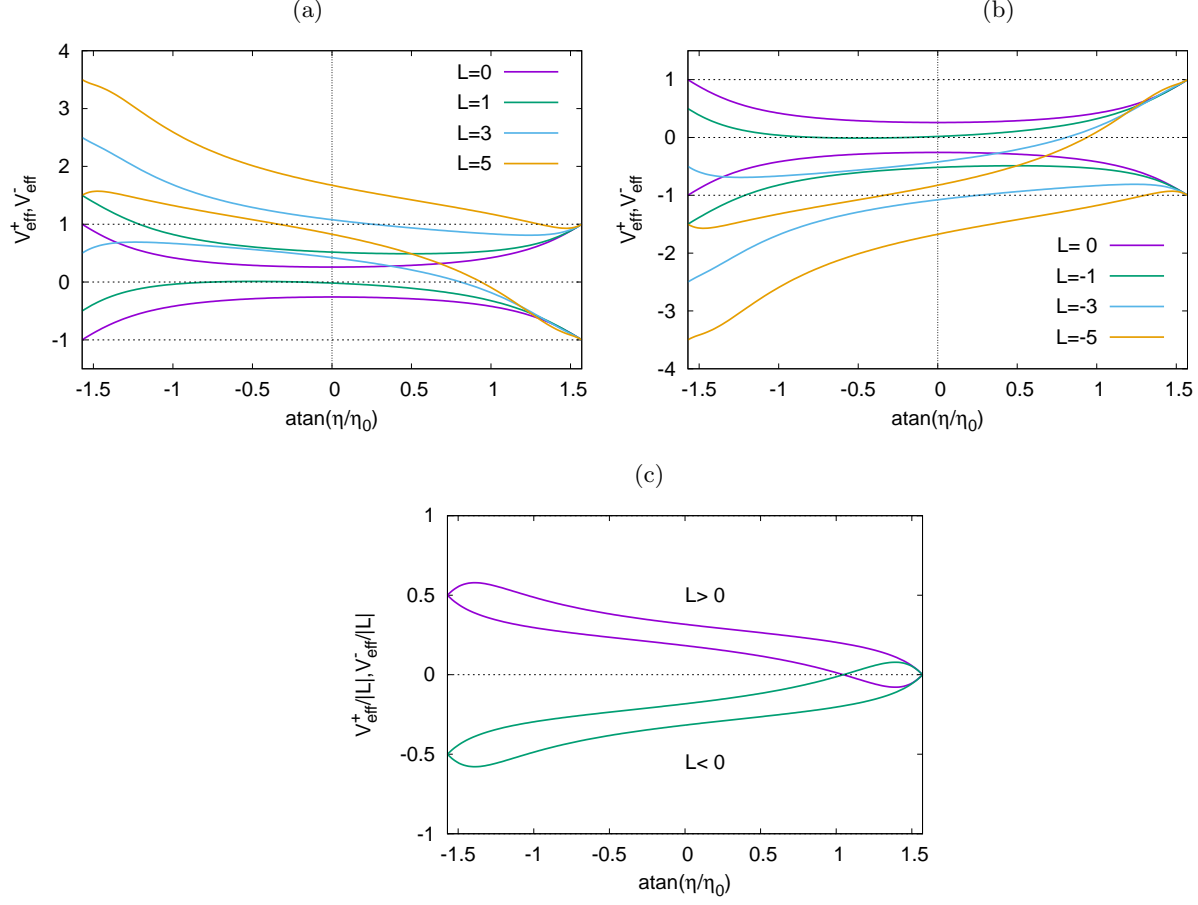 (a)
V⁺eff, V⁻eff
4
3
2
1
0
-1
L=0
L=1
L=3
L=5
-1.5 -1 -0.5 0 0.5 1 1.5
atan(η/η₀)
(b)
V⁺eff, V⁻eff
1
0
-1
-2
-3
-4
L= 0
L=-1
L=-3
L=-5
-1.5 -1 -0.5 0 0.5 1 1.5
atan(η/η₀)
(c)
V⁺eff/|L|, V⁻eff/|L|
1
0.5
0
-0.5
-1
L> 0
L< 0
-1.5 -1 -0.5 0 0.5 1 1.5
atan(η/η₀)